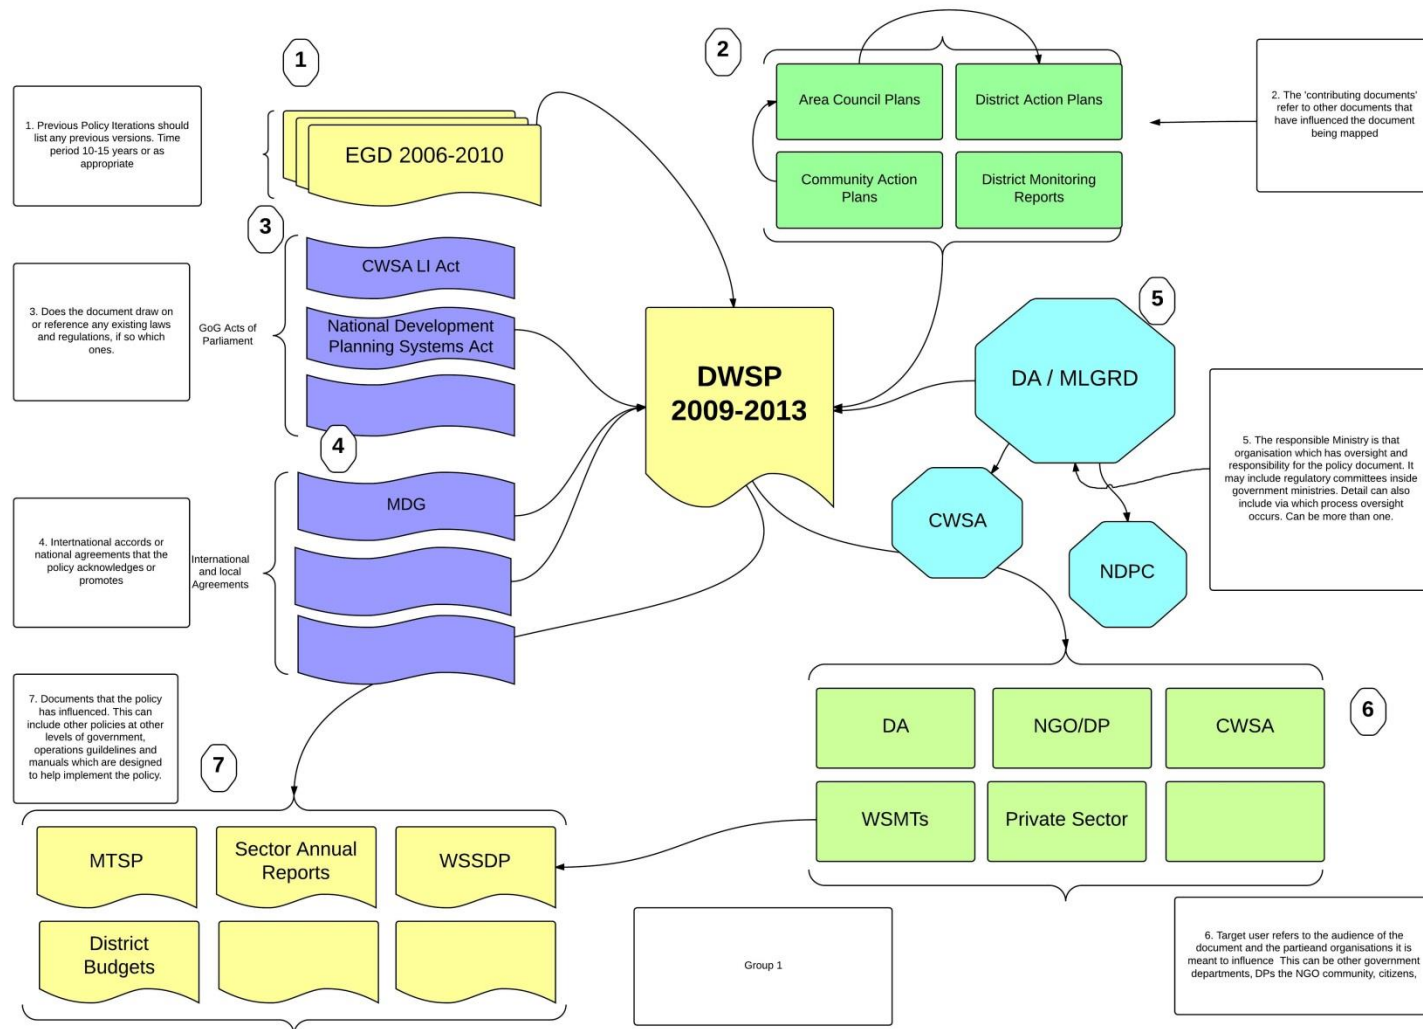 1
2
1. Previous Policy Iterations should
list any previous versions. Time
period 10-15 years or as
appropriate
EGD 2006-2010
Area Council Plans
District Action Plans
Community Action
Plans
District Monitoring
Reports
2. The 'contributing documents'
refer to other documents that
have influenced the document
being mapped
3
3. Does the document draw on
or reference any existing laws
and regulations, if so which
ones.
GoG Acts of
Parliament
CWSA LI Act
National Development
Planning Systems Act
DWSP
2009-2013
5
DA / MLGRD
CWSA
NDPC
5. The responsible Ministry is that
organisation which has oversight and
responsibility for the policy document. It
may include regulatory committees inside
government ministries. Detail can also
include via which process oversight
occurs. Can be more than one.
4
4. Intertnational accords or
national agreements that the
policy acknowledges or
promotes
International
and local
Agreements
MDG
7. Documents that the policy
has influenced. This can
include other policies at other
levels of government,
operations guildelines and
manuals which are designed
to help implement the policy.
7
MTSP
Sector Annual
Reports
WSSDP
District
Budgets
DA
NGO/DP
CWSA
6
WSMTs
Private Sector
Group 1
6. Target user refers to the audience of the
document and the partieand organisations it is
meant to influence  This can be other government
departments, DPs the NGO community, citizens,